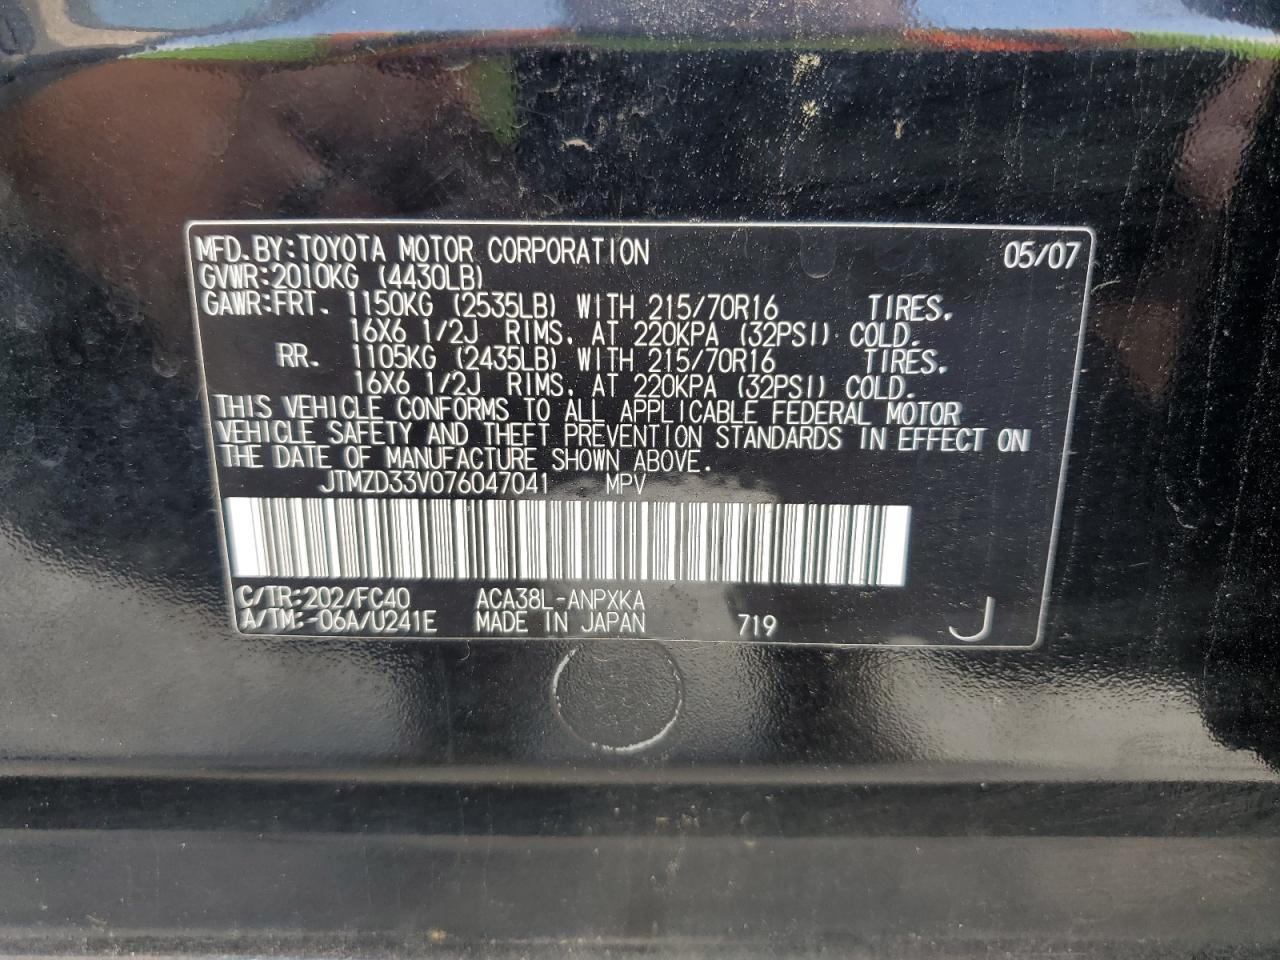 MFD.BY:TOYOTA MOTOR CORPORATION 05/07
GVWR:2010KG (4430LB)
GAWR:FRT. 1150KG (2535LB) WITH 215/70R16 TIRES.
16X6 1/2J RIMS, AT 220KPA (32PSI) COLD.
RR. 1105KG (2435LB) WITH 215/70R16 TIRES.
16X6 1/2J RIMS, AT 220KPA (32PSI) COLD.
THIS VEHICLE CONFORMS TO ALL APPLICABLE FEDERAL MOTOR
VEHICLE SAFETY AND THEFT PREVENTION STANDARDS IN EFFECT ON
THE DATE OF MANUFACTURE SHOWN ABOVE.
JTMZD33V076047041 MPV
C/TR:202/FC40 ACA38L-ANPXKA
A/TM:-06A/U241E MADE IN JAPAN 719 J